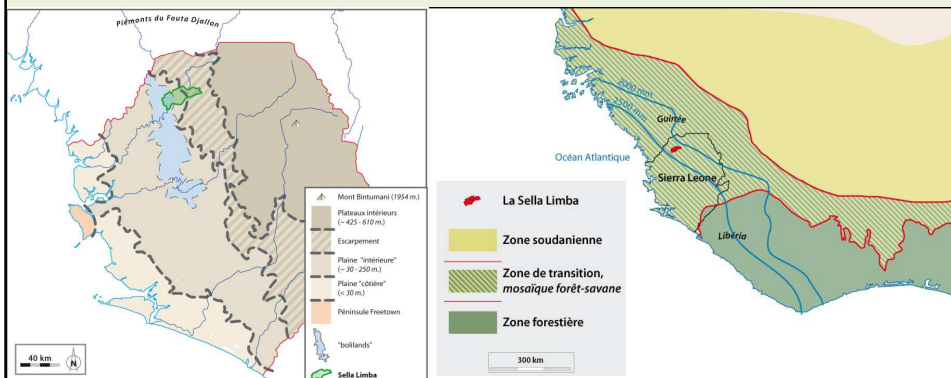 Piémonts du Fouta Djallon
Mont Bintumani (1954 m.)
Plateaux intérieurs
(~ 425 - 610 m.)
Escarpement
Plaine "intérieure"
(~ 30 - 250 m.)
Plaine "côtière"
(< 30 m.)
Péninsule Freetown
"bolilands"
Sella Limba
40 km
N
2000 mm
2500 mm
Guinée
Océan Atlantique
Sierra Leone
Libéria
La Sella Limba
Zone soudanienne
Zone de transition,
mosaïque forêt-savane
Zone forestière
300 km